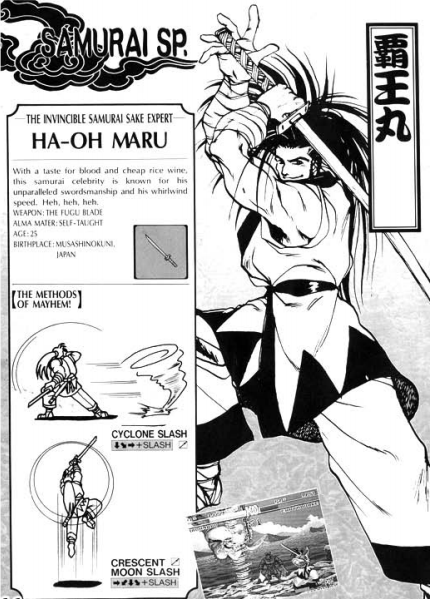 SAMURAI SP.
覇王丸
THE INVINCIBLE SAMURAI SAKE EXPERT
HA-OH MARU
With a taste for blood and cheap rice wine,
this samurai celebrity is known for his
unparalleled swordsmanship and his whirlwind
speed. Heh, heh, heh.
WEAPON: THE FUGU BLADE
ALMA MATER: SELF-TAUGHT
AGE: 25
BIRTHPLACE: MUSASHINOKUNI,
JAPAN
【THE METHODS
OF MAYHEM!】
CYCLONE SLASH
⬇⬊➡+SLASH
CRESCENT
MOON SLASH
➡⬇⬊+SLASH